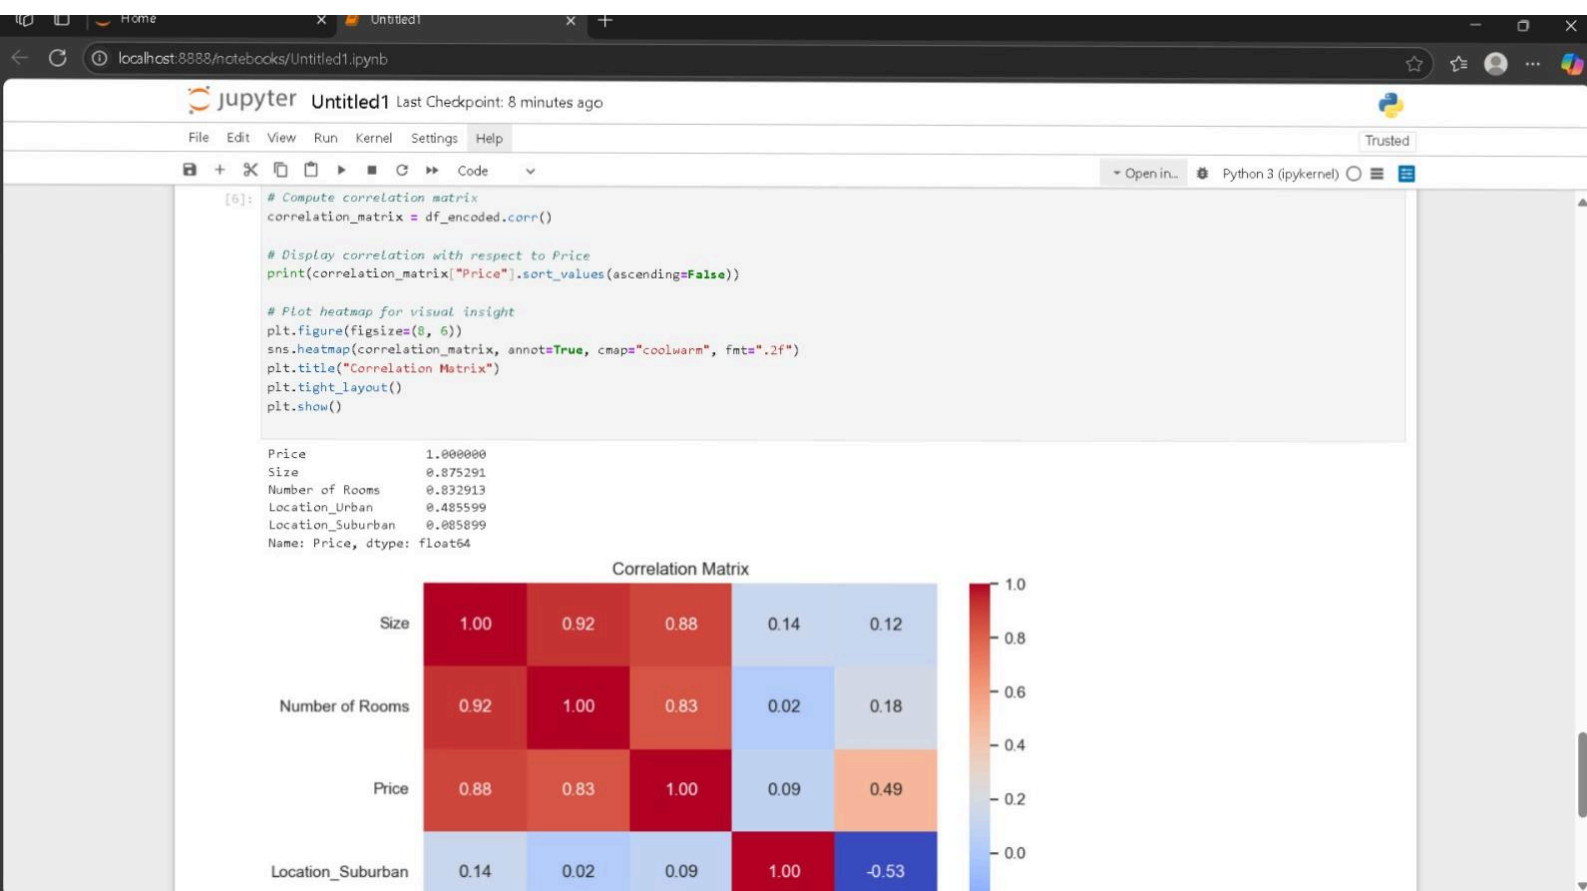 Home
Untitled1
localhost:8888/notebooks/Untitled1.ipynb
jupyter Untitled1 Last Checkpoint: 8 minutes ago
File Edit View Run Kernel Settings Help
Trusted
Code
Open in...
Python 3 (ipykernel)
[6]: # Compute correlation matrix
correlation_matrix = df_encoded.corr()
# Display correlation with respect to Price
print(correlation_matrix["Price"].sort_values(ascending=False))
# Plot heatmap for visual insight
plt.figure(figsize=(8, 6))
sns.heatmap(correlation_matrix, annot=True, cmap="coolwarm", fmt=".2f")
plt.title("Correlation Matrix")
plt.tight_layout()
plt.show()
Price 1.000000
Size 0.875291
Number of Rooms 0.832913
Location_Urban 0.485599
Location_Suburban 0.085899
Name: Price, dtype: float64
Correlation Matrix
Size 1.00 0.92 0.88 0.14 0.12
Number of Rooms 0.92 1.00 0.83 0.02 0.18
Price 0.88 0.83 1.00 0.09 0.49
Location_Suburban 0.14 0.02 0.09 1.00 -0.53
1.0
0.8
0.6
0.4
0.2
0.0